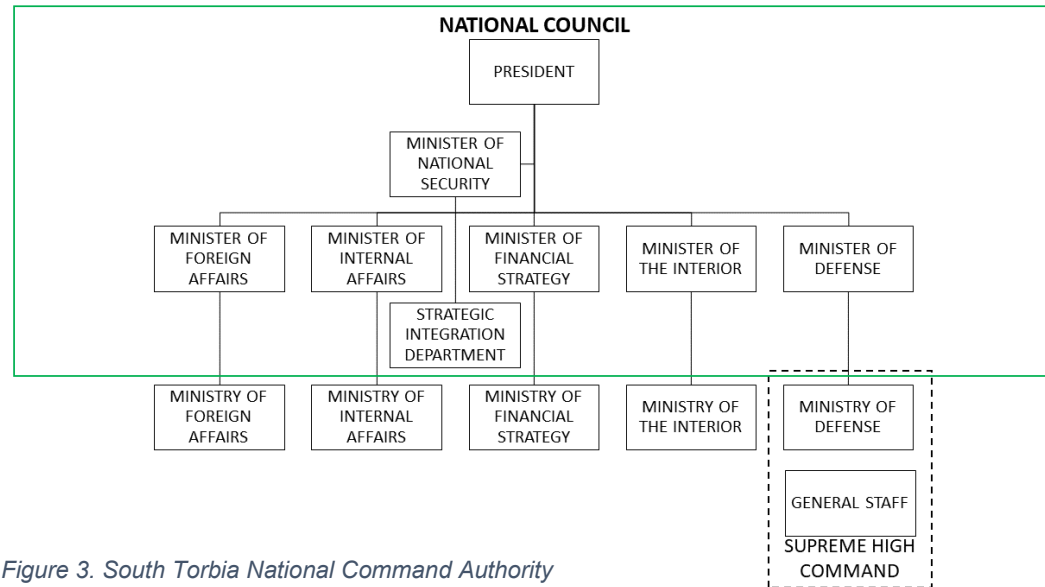 NATIONAL COUNCIL
PRESIDENT
MINISTER OF
NATIONAL
SECURITY
MINISTER OF
FOREIGN
AFFAIRS
MINISTER OF
INTERNAL
AFFAIRS
MINISTER OF
FINANCIAL
STRATEGY
MINISTER OF
THE INTERIOR
MINISTER OF
DEFENSE
STRATEGIC
INTEGRATION
DEPARTMENT
MINISTRY OF
FOREIGN
AFFAIRS
MINISTRY OF
INTERNAL
AFFAIRS
MINISTRY OF
FINANCIAL
STRATEGY
MINISTRY OF
THE INTERIOR
MINISTRY OF
DEFENSE
GENERAL STAFF
SUPREME HIGH
COMMAND
Figure 3. South Torbia National Command Authority